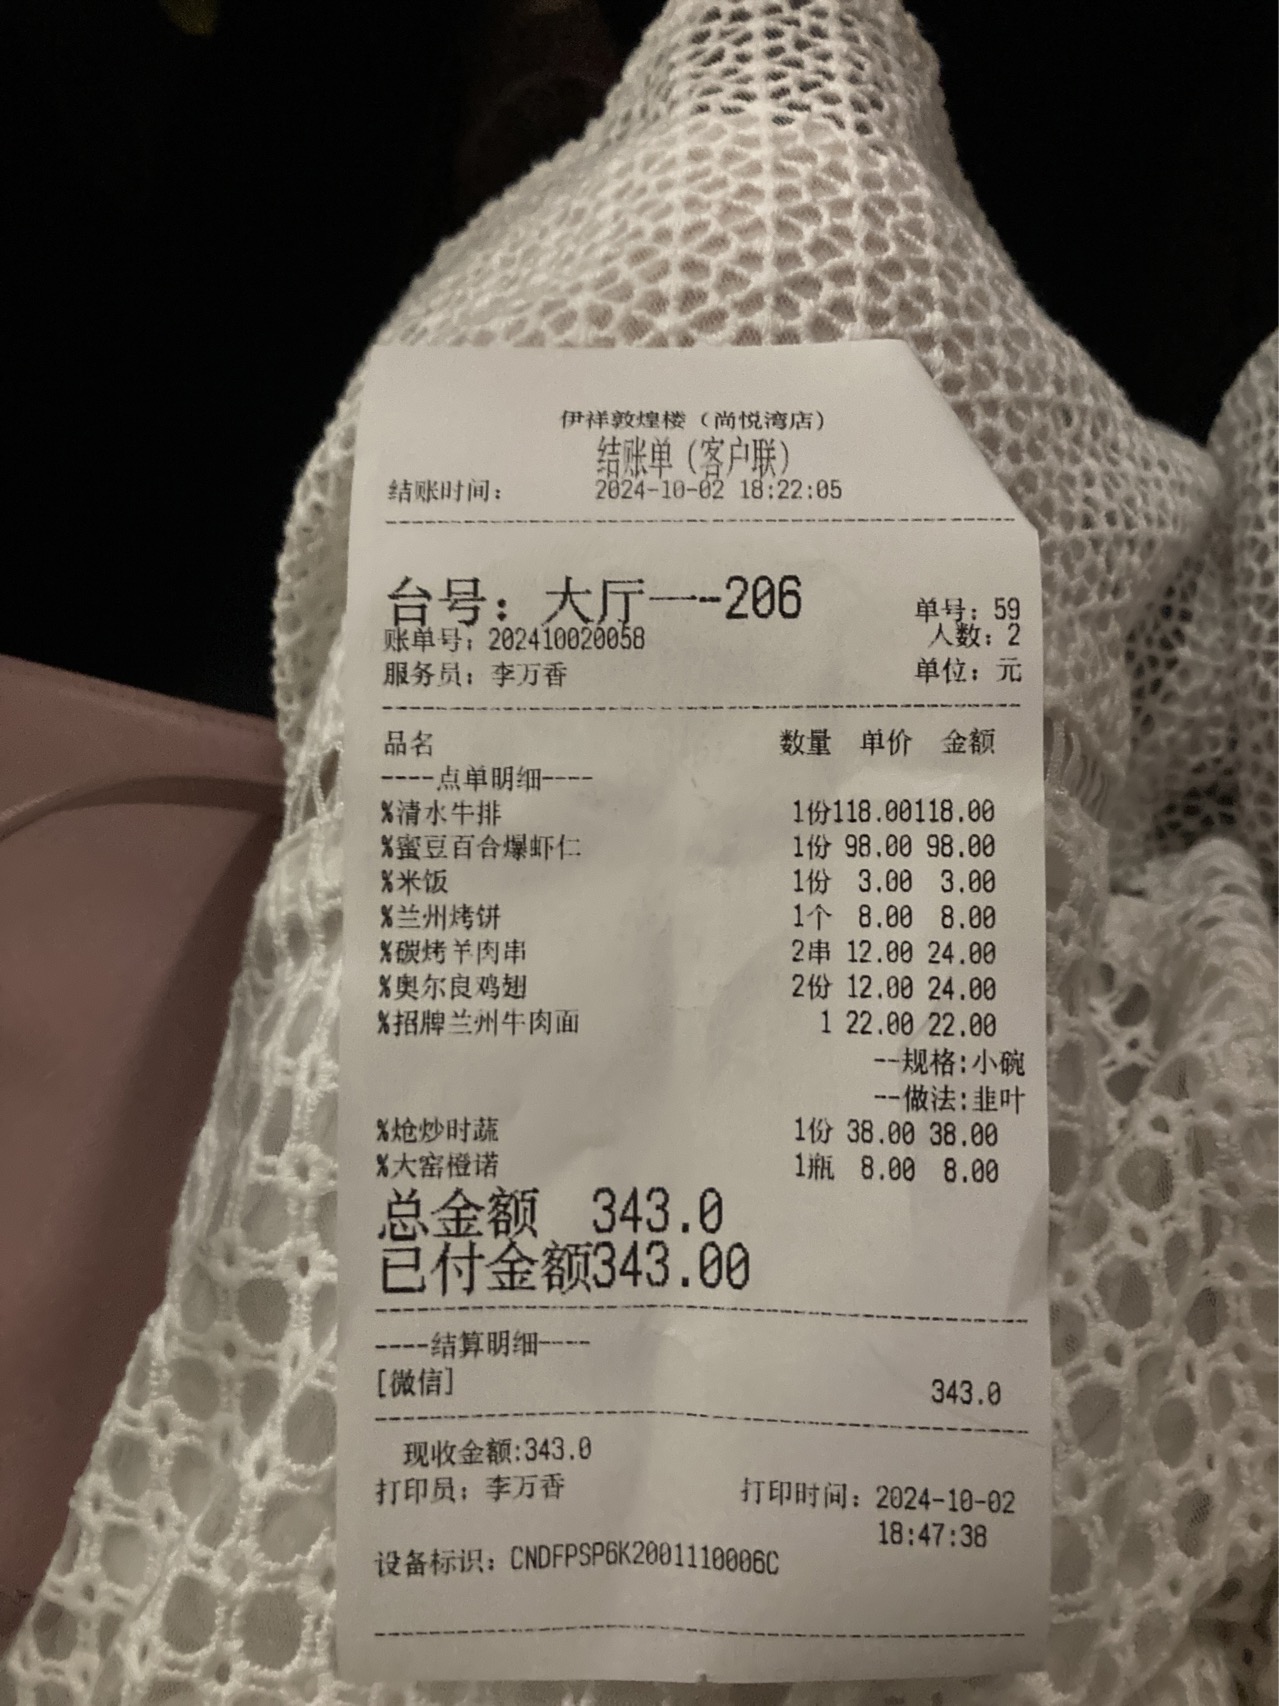 伊祥敦煌楼（尚悦湾店）
结账单（客户联）
结账时间： 2024-10-02 18:22:05
台号：大厅一--206 单号：59
账单号：202410020058 人数：2
服务员：李万香 单位：元
品名 数量 单价 金额
----点单明细----
%清水牛排 1份118.00118.00
%蜜豆百合爆虾仁 1份 98.00 98.00
%米饭 1份 3.00 3.00
%兰州烤饼 1个 8.00 8.00
%碳烤羊肉串 2串 12.00 24.00
%奥尔良鸡翅 2份 12.00 24.00
%招牌兰州牛肉面 1 22.00 22.00
--规格:小碗
--做法:韭叶
%炝炒时蔬 1份 38.00 38.00
%大窑橙诺 1瓶 8.00 8.00
总金额 343.0
已付金额343.00
----结算明细----
[微信] 343.0
现收金额:343.0
打印员：李万香 打印时间：2024-10-02
18:47:38
设备标识：CNDFPSP6K2001110006C